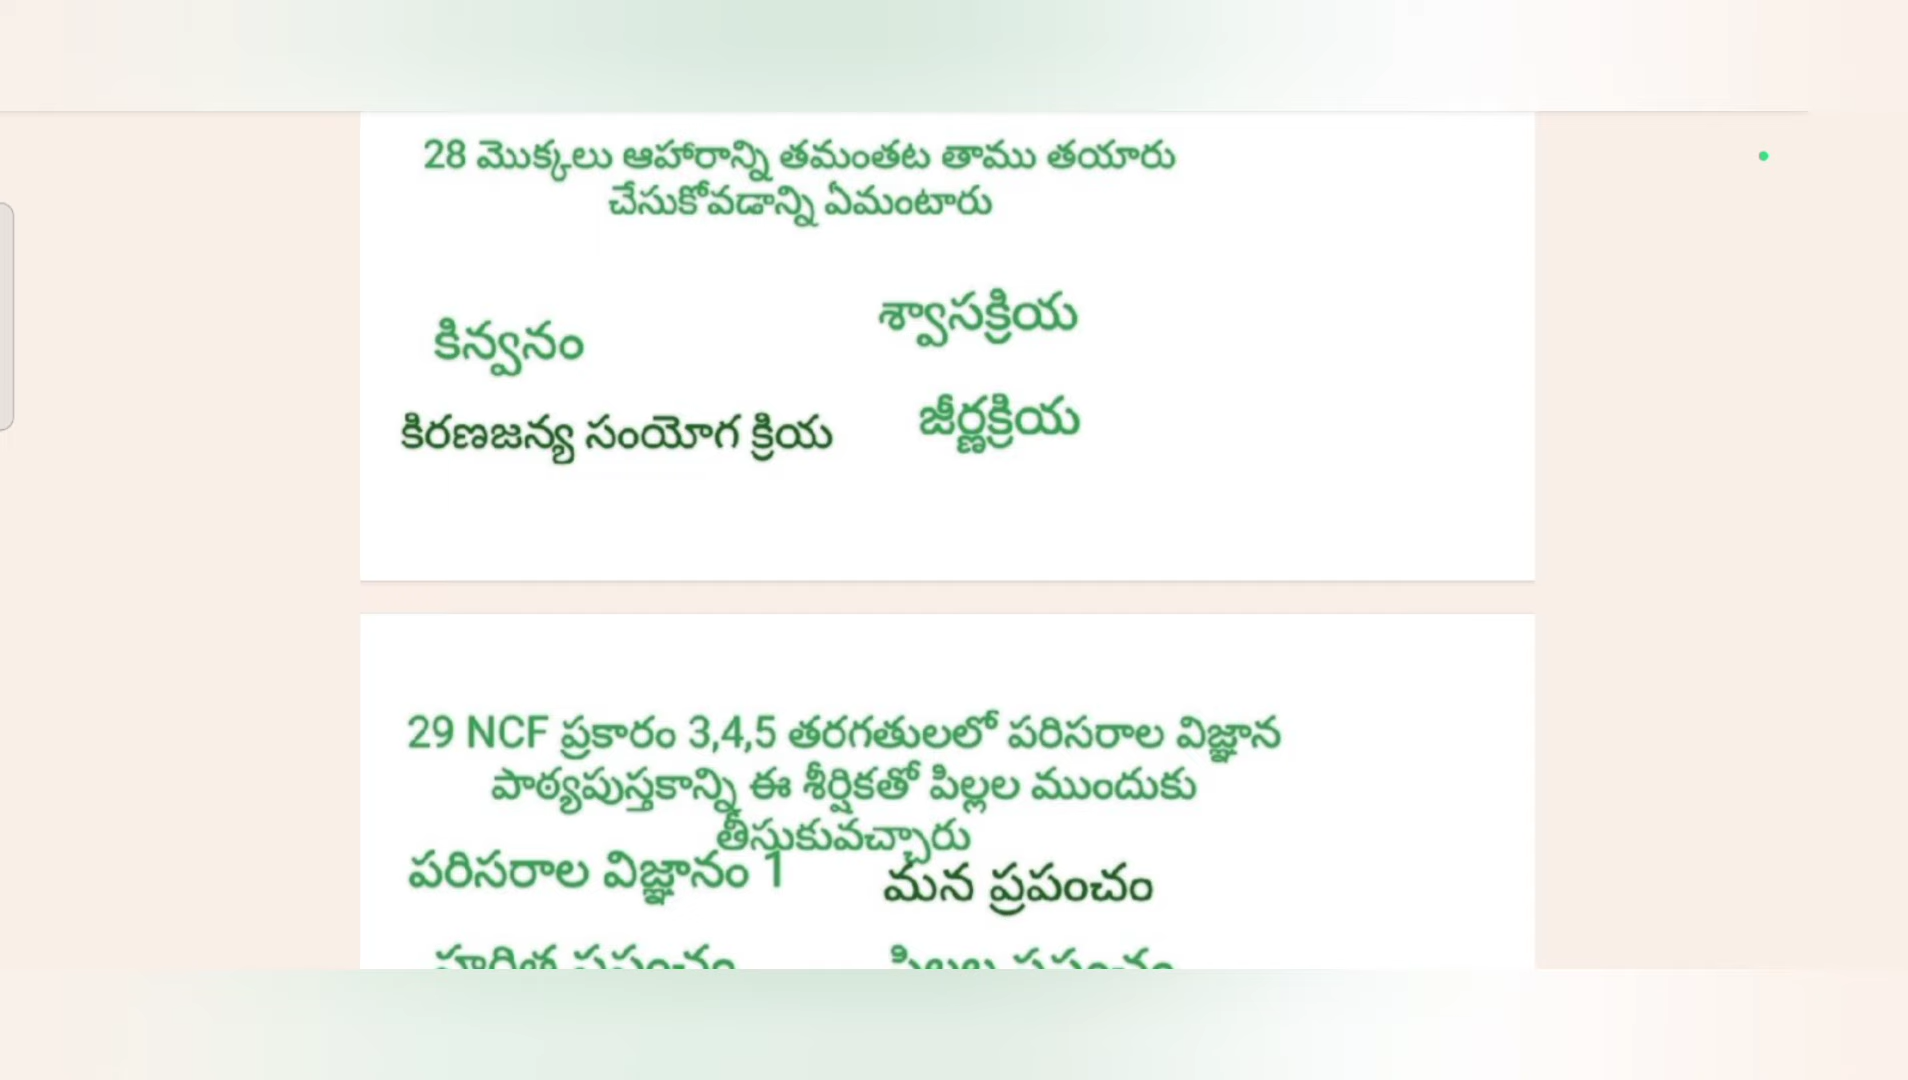 28 మొక్కలు ఆహారాన్ని తమంతట తాము తయారు
చేసుకోవడాన్ని ఏమంటారు
శ్వాసక్రియ
కిన్వనం
జీర్ణక్రియ
కిరణజన్య సంయోగ క్రియ
29 NCF ప్రకారం 3,4,5 తరగతులలో పరిసరాల విజ్ఞాన
పాఠ్యపుస్తకాన్ని ఈ శీర్షికతో పిల్లల ముందుకు
తీసుకువచ్చారు
పరిసరాల విజ్ఞానం 1
మన ప్రపంచం